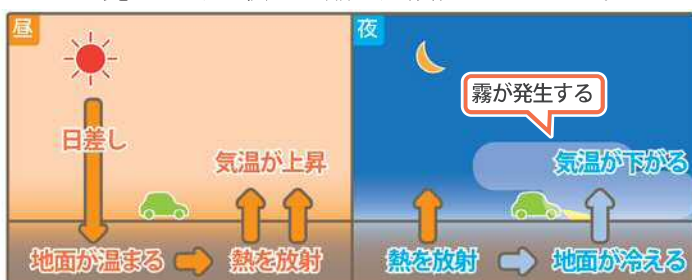 昼
日差し
気温が上昇
地面が温まる
熱を放射
夜
霧が発生する
気温が下がる
熱を放射
地面が冷える